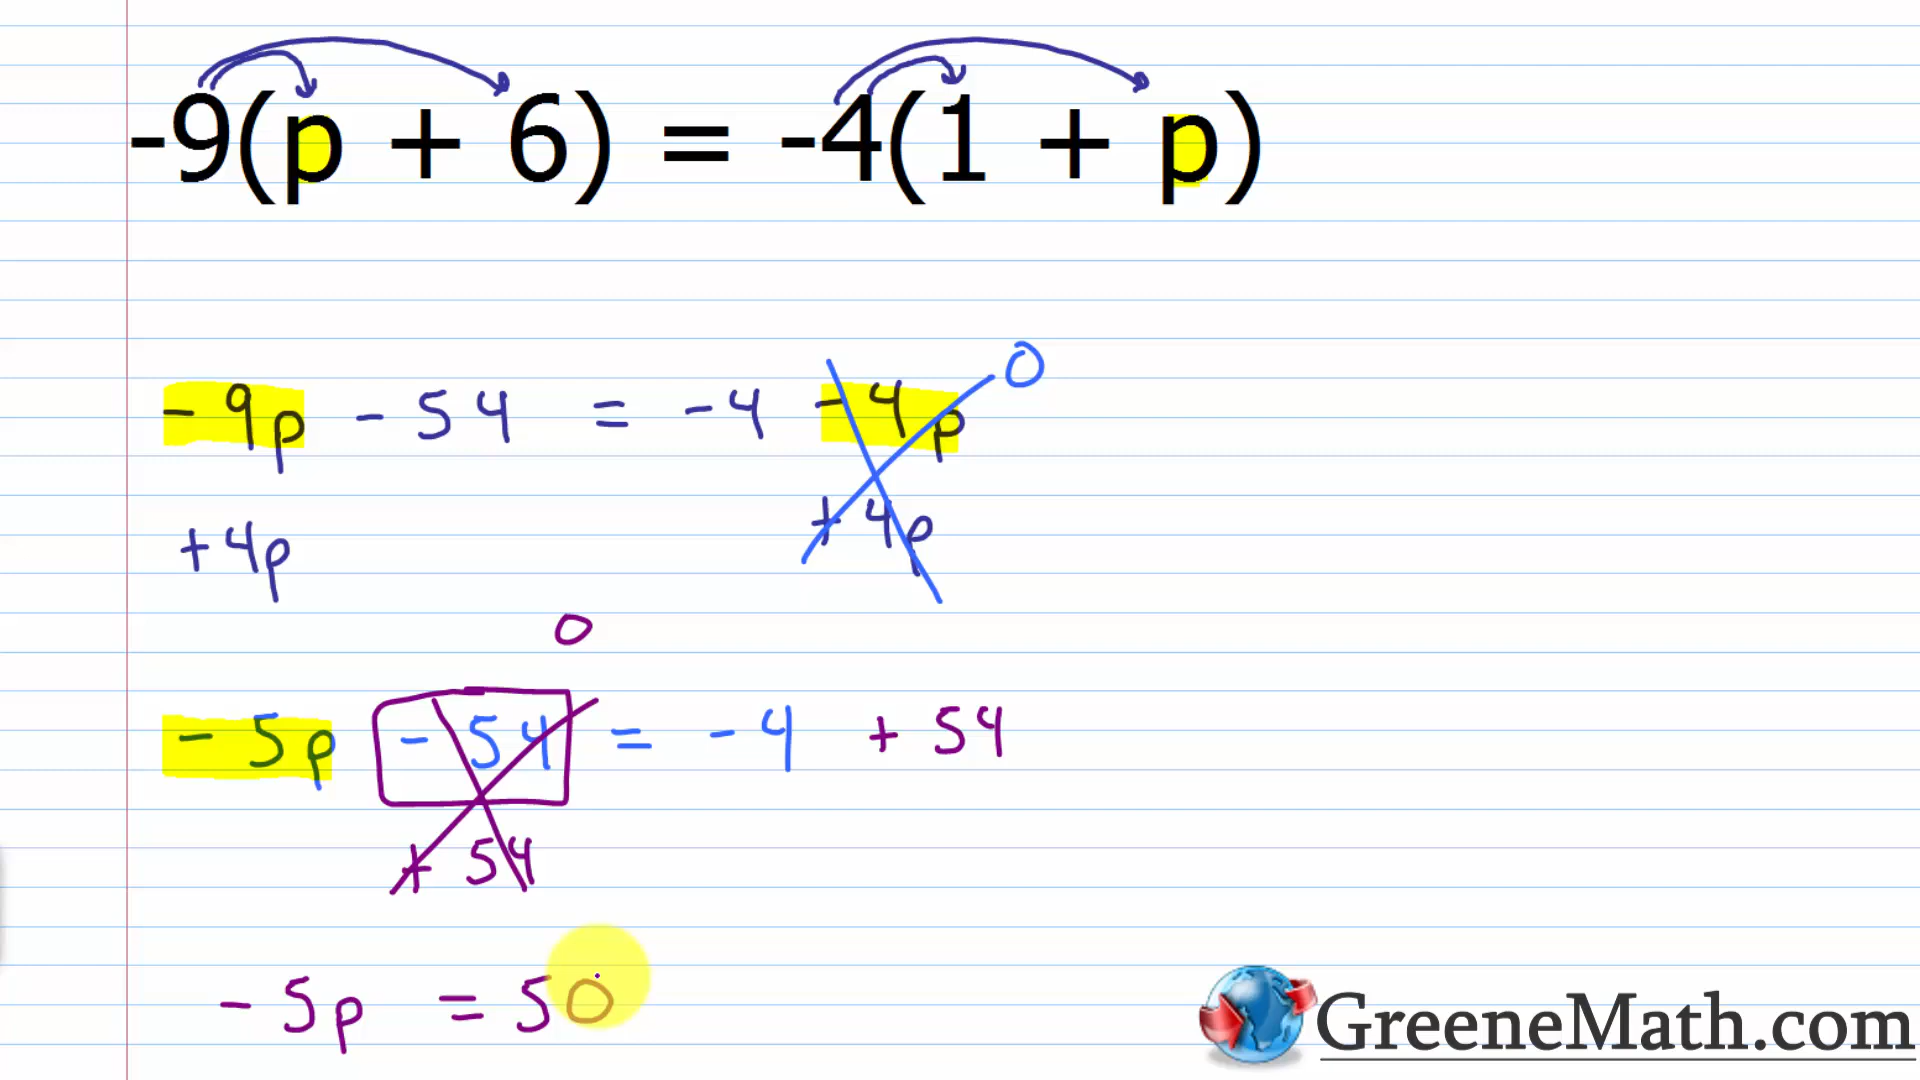 -9(p + 6) = -4(1 + p)
0
- 9p - 54 = -4 - 4p
+4p + 4p
0
- 5p - 54 = - 4 + 54
+ 54
- 5p = 50
GreeneMath.com